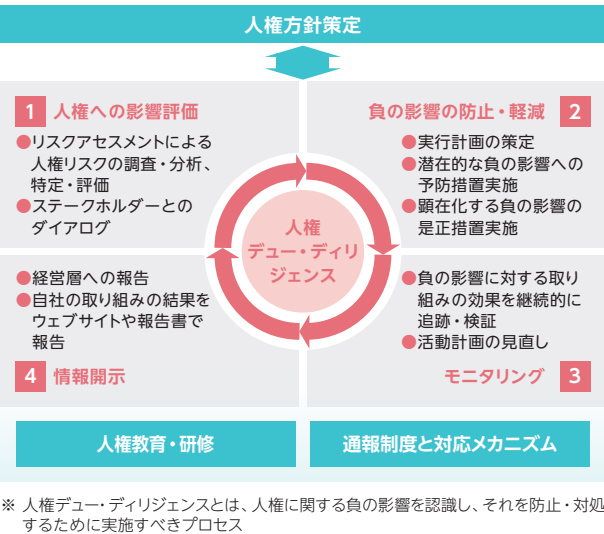 人権方針策定
1 人権への影響評価
●リスクアセスメントによる
人権リスクの調査・分析、
特定・評価
●ステークホルダーとの
ダイアログ
負の影響の防止・軽減 2
●実行計画の策定
●潜在的な負の影響への
予防措置実施
●顕在化する負の影響の
是正措置実施
人権
デュー・ディリ
ジェンス
●負の影響に対する取り
組みの効果を継続的に
追跡・検証
●活動計画の見直し
モニタリング 3
●経営層への報告
●自社の取り組みの結果を
ウェブサイトや報告書で
報告
4 情報開示
人権教育・研修
通報制度と対応メカニズム
※ 人権デュー・ディリジェンスとは、人権に関する負の影響を認識し、それを防止・対処
するために実施すべきプロセス